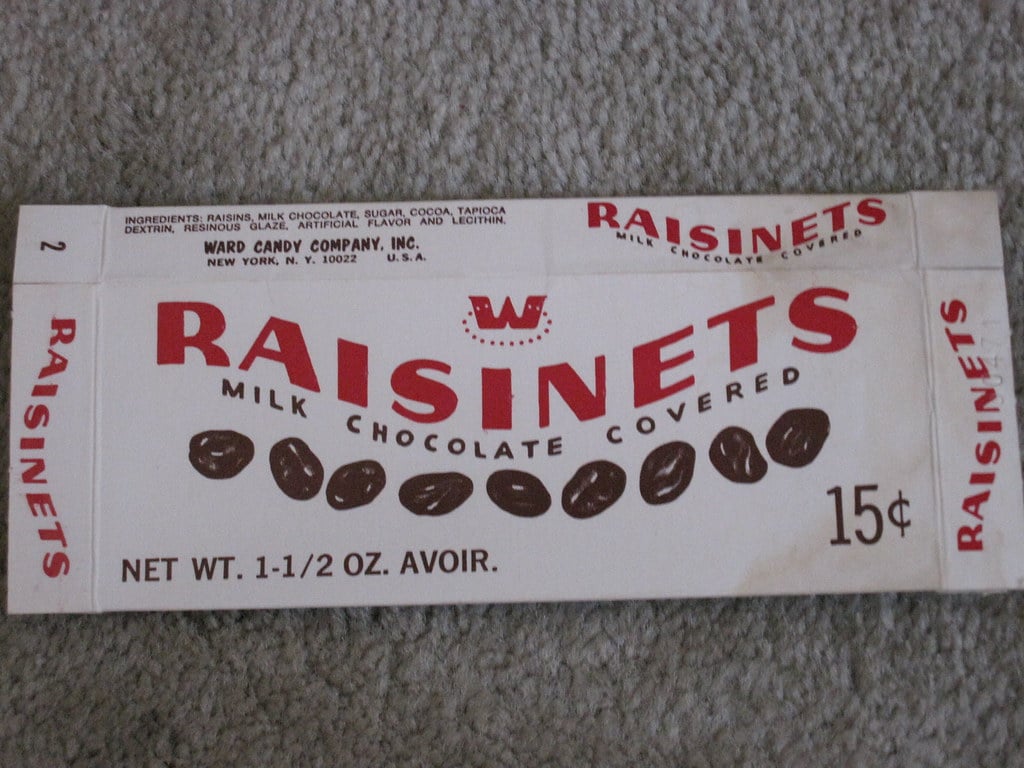 INGREDIENTS: RAISINS, MILK CHOCOLATE, SUGAR, COCOA, TAPIOCA
DEXTRIN, RESINOUS GLAZE, ARTIFICIAL FLAVOR AND LECITHIN.
WARD CANDY COMPANY, INC.
NEW YORK, N. Y. 10022 U.S.A.
RAISINETS
MILK CHOCOLATE COVERED
2
W
RAISINETS
MILK CHOCOLATE COVERED
15¢
NET WT. 1-1/2 OZ. AVOIR.
RAISINETS
RAISINETS